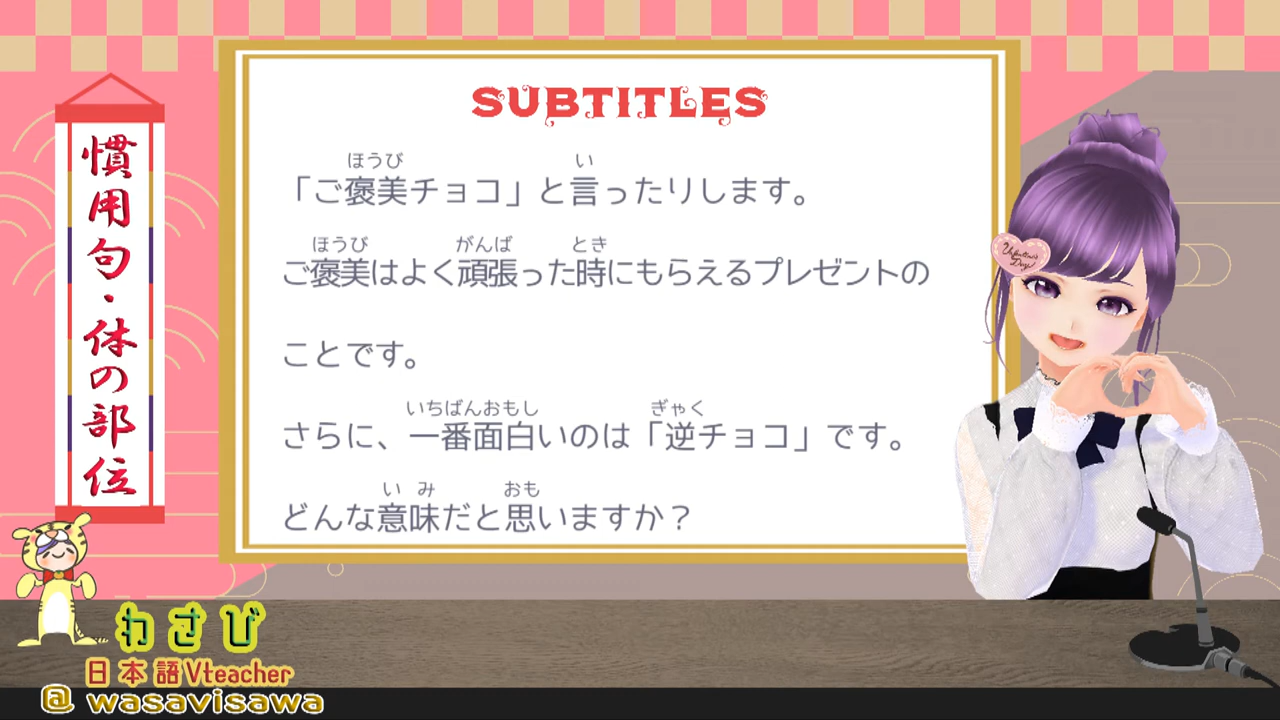 SUBTITLES
ほうび い
「ご褒美チョコ」と言ったりします。
ほうび がんば とき
ご褒美はよく頑張った時にもらえるプレゼントの
ことです。
いちばんおもし ぎゃく
さらに、一番面白いのは「逆チョコ」です。
い み おも
どんな意味だと思いますか？
慣用句・体の部位
Valentine's
Day
わさび
日本語Vteacher
@wasavisawa